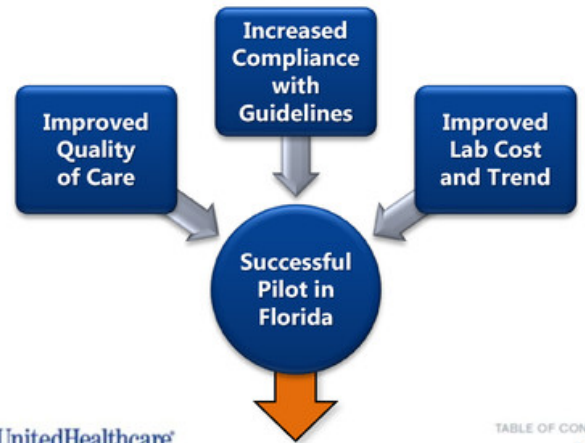 Increased
Compliance
with
Guidelines
Improved
Quality
of Care
Improved
Lab Cost
and Trend
Successful
Pilot in
Florida
UnitedHealthcare®
TABLE OF CON